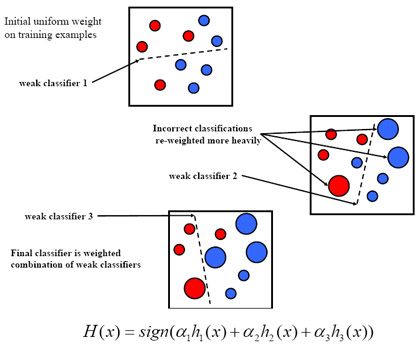 Initial uniform weight
on training examples
weak classifier 1
Incorrect classifications
re-weighted more heavily
weak classifier 2
weak classifier 3
Final classifier is weighted
combination of weak classifiers
H(x) = sign(α₁h₁(x) + α₂h₂(x) + α₃h₃(x))